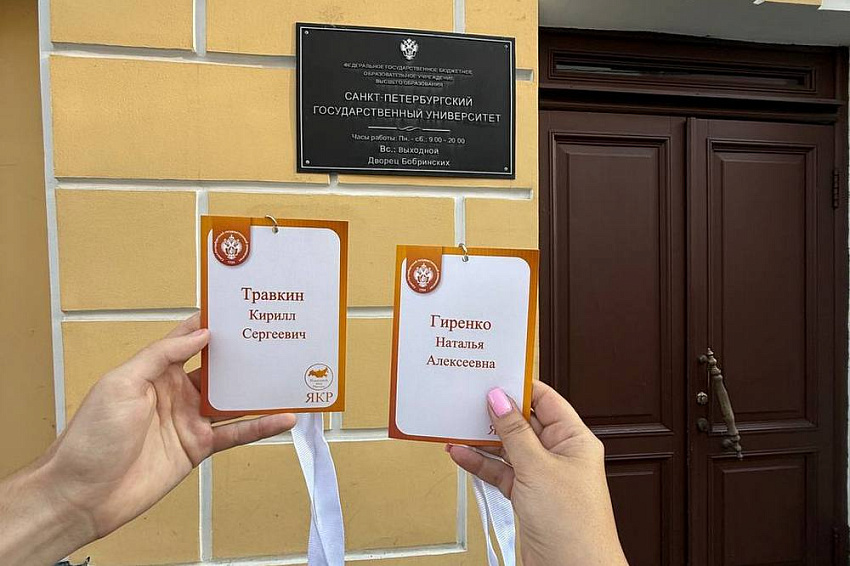 ФЕДЕРАЛЬНОЕ ГОСУДАРСТВЕННОЕ БЮДЖЕТНОЕ
ОБРАЗОВАТЕЛЬНОЕ УЧРЕЖДЕНИЕ
ВЫСШЕГО ОБРАЗОВАНИЯ
САНКТ-ПЕТЕРБУРГСКИЙ
ГОСУДАРСТВЕННЫЙ УНИВЕРСИТЕТ
Часы работы: Пн. - сб.: 9:00 - 20:00
Вс.: Выходной
Дворец Бобринских
Травкин
Кирилл
Сергеевич
ЯКР
Гиренко
Наталья
Алексеевна